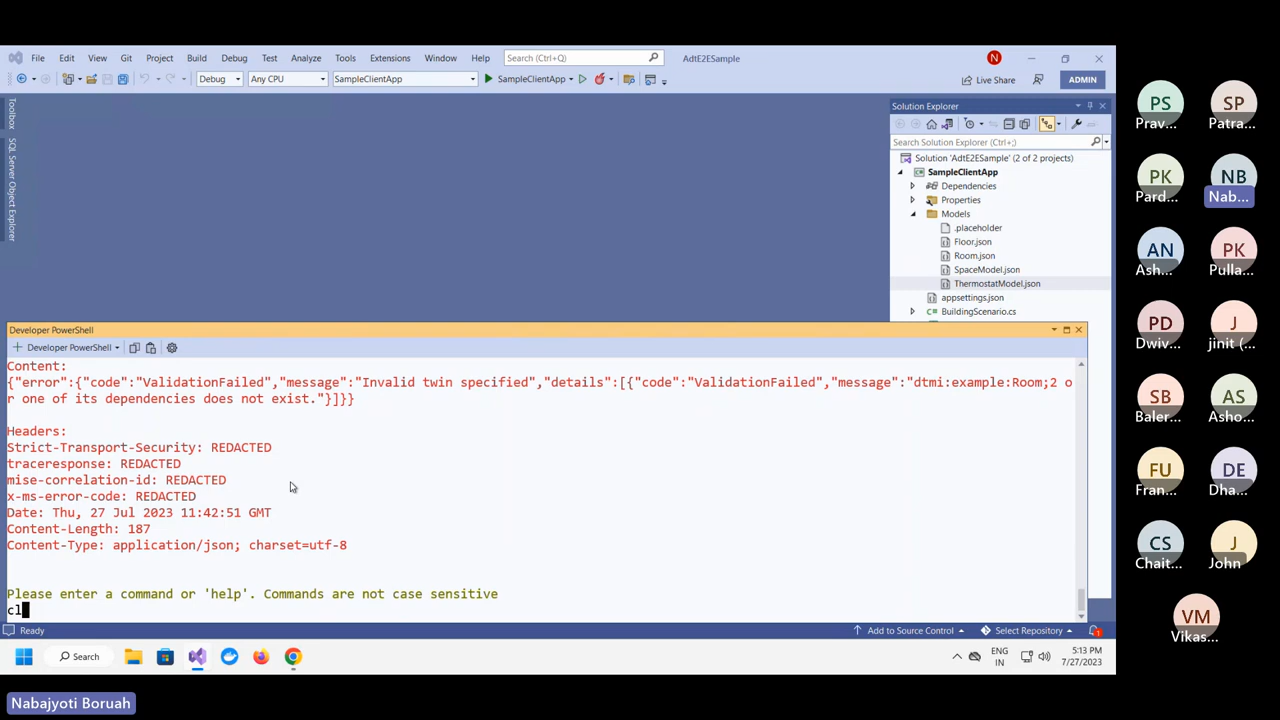 File Edit View Git Project Build Debug Test Analyze Tools Extensions Window Help Search (Ctrl+Q) AdtE2ESample N
Debug Any CPU SampleClientApp SampleClientApp Live Share ADMIN
Toolbox
SQL Server Object Explorer
Solution Explorer
Search Solution Explorer (Ctrl+;)
Solution 'AdtE2ESample' (2 of 2 projects)
SampleClientApp
Dependencies
Properties
Models
.placeholder
Floor.json
Room.json
SpaceModel.json
ThermostatModel.json
appsettings.json
BuildingScenario.cs
Developer PowerShell
Developer PowerShell
Content:
{"error":{"code":"ValidationFailed","message":"Invalid twin specified","details":[{"code":"ValidationFailed","message":"dtmi:example:Room;2 o
r one of its dependencies does not exist."}]}}
Headers:
Strict-Transport-Security: REDACTED
traceresponse: REDACTED
mise-correlation-id: REDACTED
x-ms-error-code: REDACTED
Date: Thu, 27 Jul 2023 11:42:51 GMT
Content-Length: 187
Content-Type: application/json; charset=utf-8
Please enter a command or 'help'. Commands are not case sensitive
cl
Ready Add to Source Control Select Repository 1
Search ENG IN 5:13 PM 7/27/2023
Nabajyoti Boruah
PS SP
Prav... Patra...
PK NB
Pard... Nab...
AN PK
Ash... Pulla...
PD J
Dwiv... jinit (...
SB AS
Baler... Asho...
FU DE
Fran... Dha...
CS J
Chait... John
VM
Vikas...